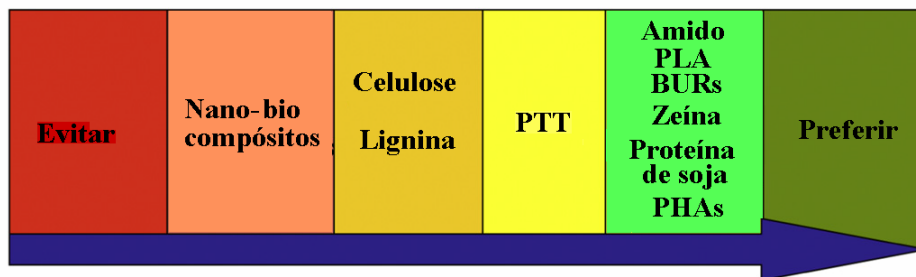 Evitar
Nano-bio
compósitos
Celulose
Lignina
PTT
Amido
PLA
BURs
Zeína
Proteína
de soja
PHAs
Preferir